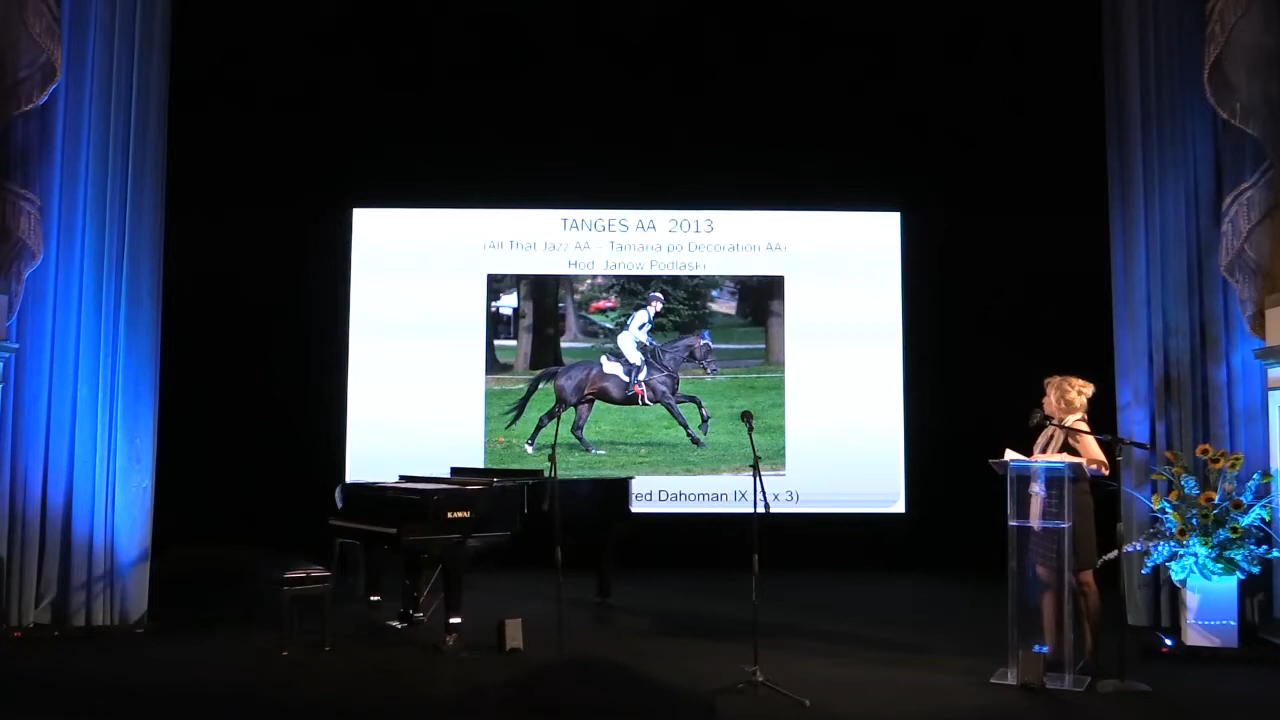 TANGES AA 2013
(All That Jazz AA – Tamaria po Decoration AA)
Hod. Janów Podlaski
red Dahoman IX (3 x 3)
KAWAI